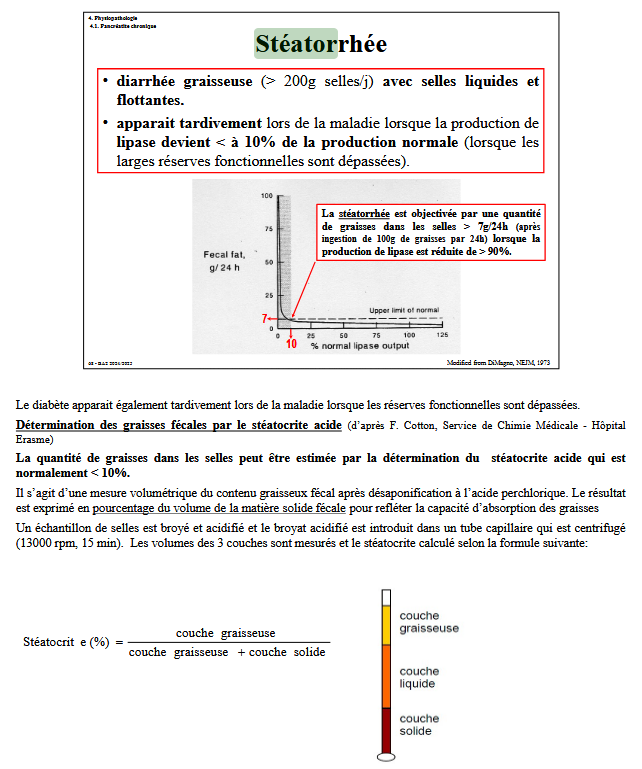 4. Physiopathologie
4.1. Pancréatite chronique
Stéatorrhée
• diarrhée graisseuse (> 200g selles/j) avec selles liquides et
flottantes.
• apparait tardivement lors de la maladie lorsque la production de
lipase devient < à 10% de la production normale (lorsque les
larges réserves fonctionnelles sont dépassées).
100
75
50
25
0
7
Fecal fat,
g/ 24 h
La stéatorrhée est objectivée par une quantité
de graisses dans les selles > 7g/24h (après
ingestion de 100g de graisses par 24h) lorsque la
production de lipase est réduite de > 90%.
Upper limit of normal
0 25 50 75 100 125
10 % normal lipase output
Modified from DiMagno, NEJM, 1973
Le diabète apparait également tardivement lors de la maladie lorsque les réserves fonctionnelles sont dépassées.
Détermination des graisses fécales par le stéatocrite acide (d'après F. Cotton, Service de Chimie Médicale - Hôpital
Erasme)
La quantité de graisses dans les selles peut être estimée par la détermination du stéatocrite acide qui est
normalement < 10%.
Il s'agit d'une mesure volumétrique du contenu graisseux fécal après désaponification à l'acide perchlorique. Le résultat
est exprimé en pourcentage du volume de la matière solide fécale pour refléter la capacité d'absorption des graisses
Un échantillon de selles est broyé et acidifié et le broyat acidifié est introduit dans un tube capillaire qui est centrifugé
(13000 rpm, 15 min). Les volumes des 3 couches sont mesurés et le stéatocrite calculé selon la formule suivante:
couche graisseuse
Stéatocrit e (%) =
couche graisseuse + couche solide
couche
graisseuse
couche
liquide
couche
solide